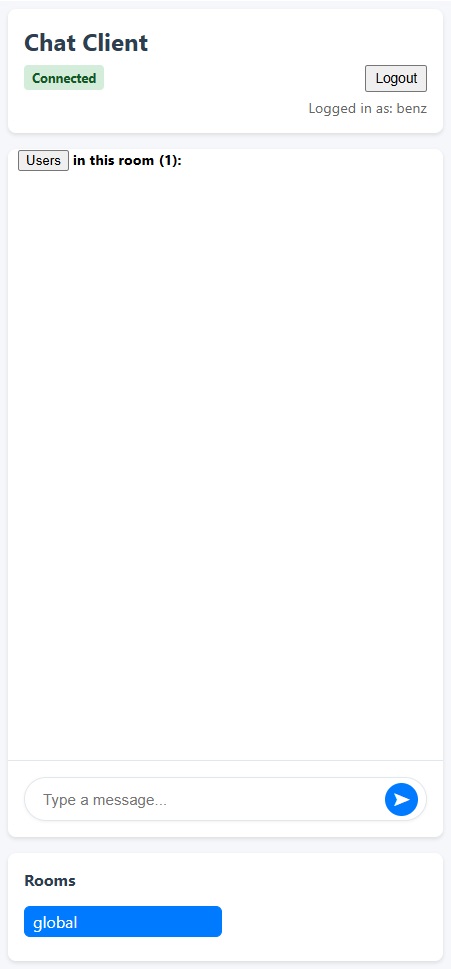 Chat Client
Connected
Logout
Logged in as: benz
Users in this room (1):
Type a message...
Rooms
global